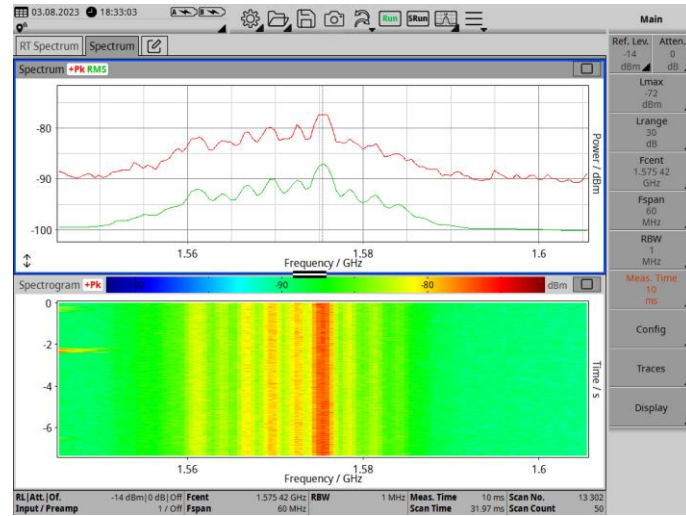 03.08.2023 18:33:03
Run SRun
Main
RT Spectrum Spectrum
Ref. Lev. Atten.
-14 0
dBm dB
Spectrum +Pk RMS
Lmax
-72
dBm
Lrange
30
dB
Fcent
1.575 42
GHz
Fspan
60
MHz
RBW
1
MHz
Meas. Time
10
ms
Config
Traces
Display
-80
-90
-100
Power / dBm
1.56 1.58 1.6
Frequency / GHz
Spectrogram +Pk -100 -90 -80 dBm
0
-2
-4
-6
Time / s
1.56 1.58 1.6
Frequency / GHz
RL|Att.|Of. -14 dBm|0 dB|Off Fcent 1.575 42 GHz RBW 1 MHz Meas. Time 10 ms Scan No. 13 302
Input / Preamp 1 / Off Fspan 60 MHz Scan Time 31.97 ms Scan Count 50